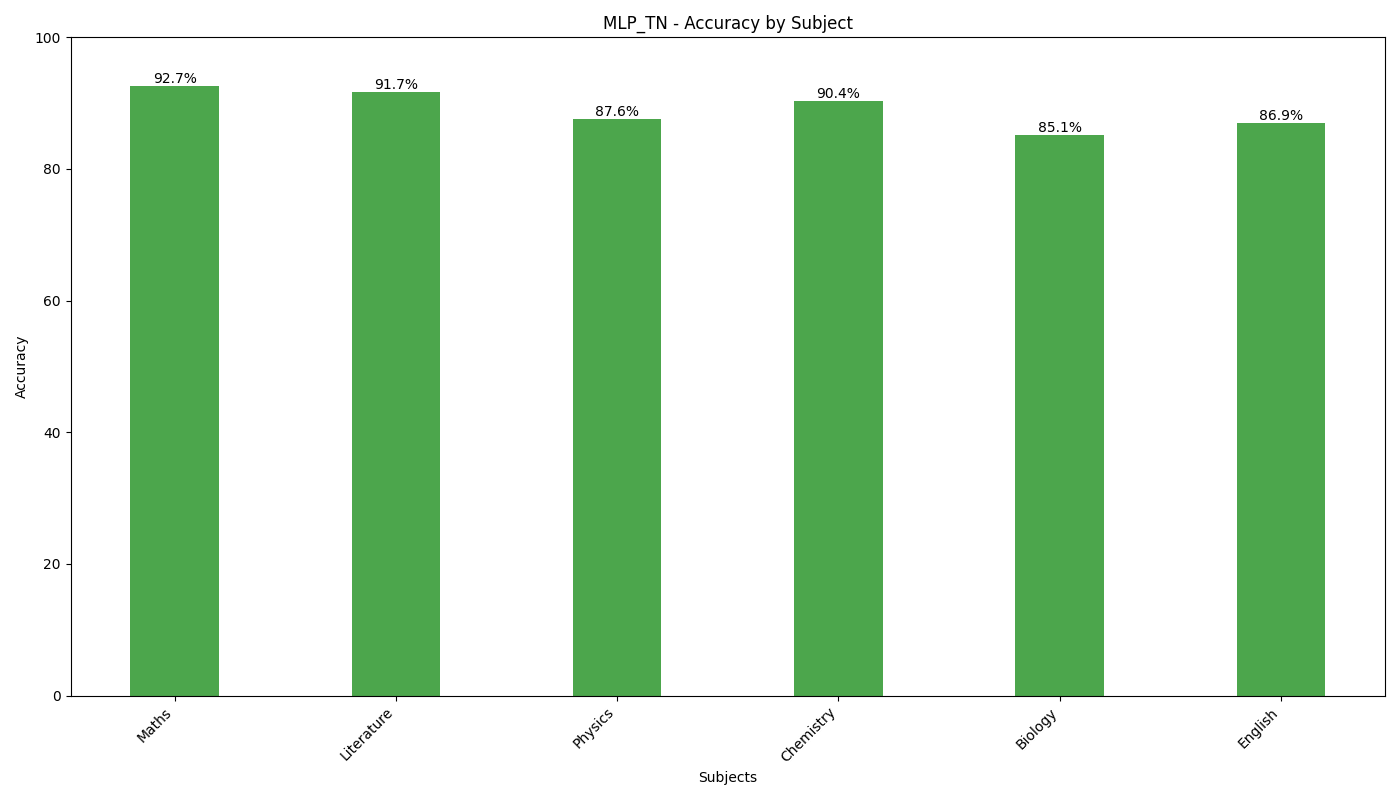 MLP_TN - Accuracy by Subject
100
80
60
40
20
0
Accuracy
92.7%
91.7%
87.6%
90.4%
85.1%
86.9%
Maths
Literature
Physics
Chemistry
Biology
English
Subjects